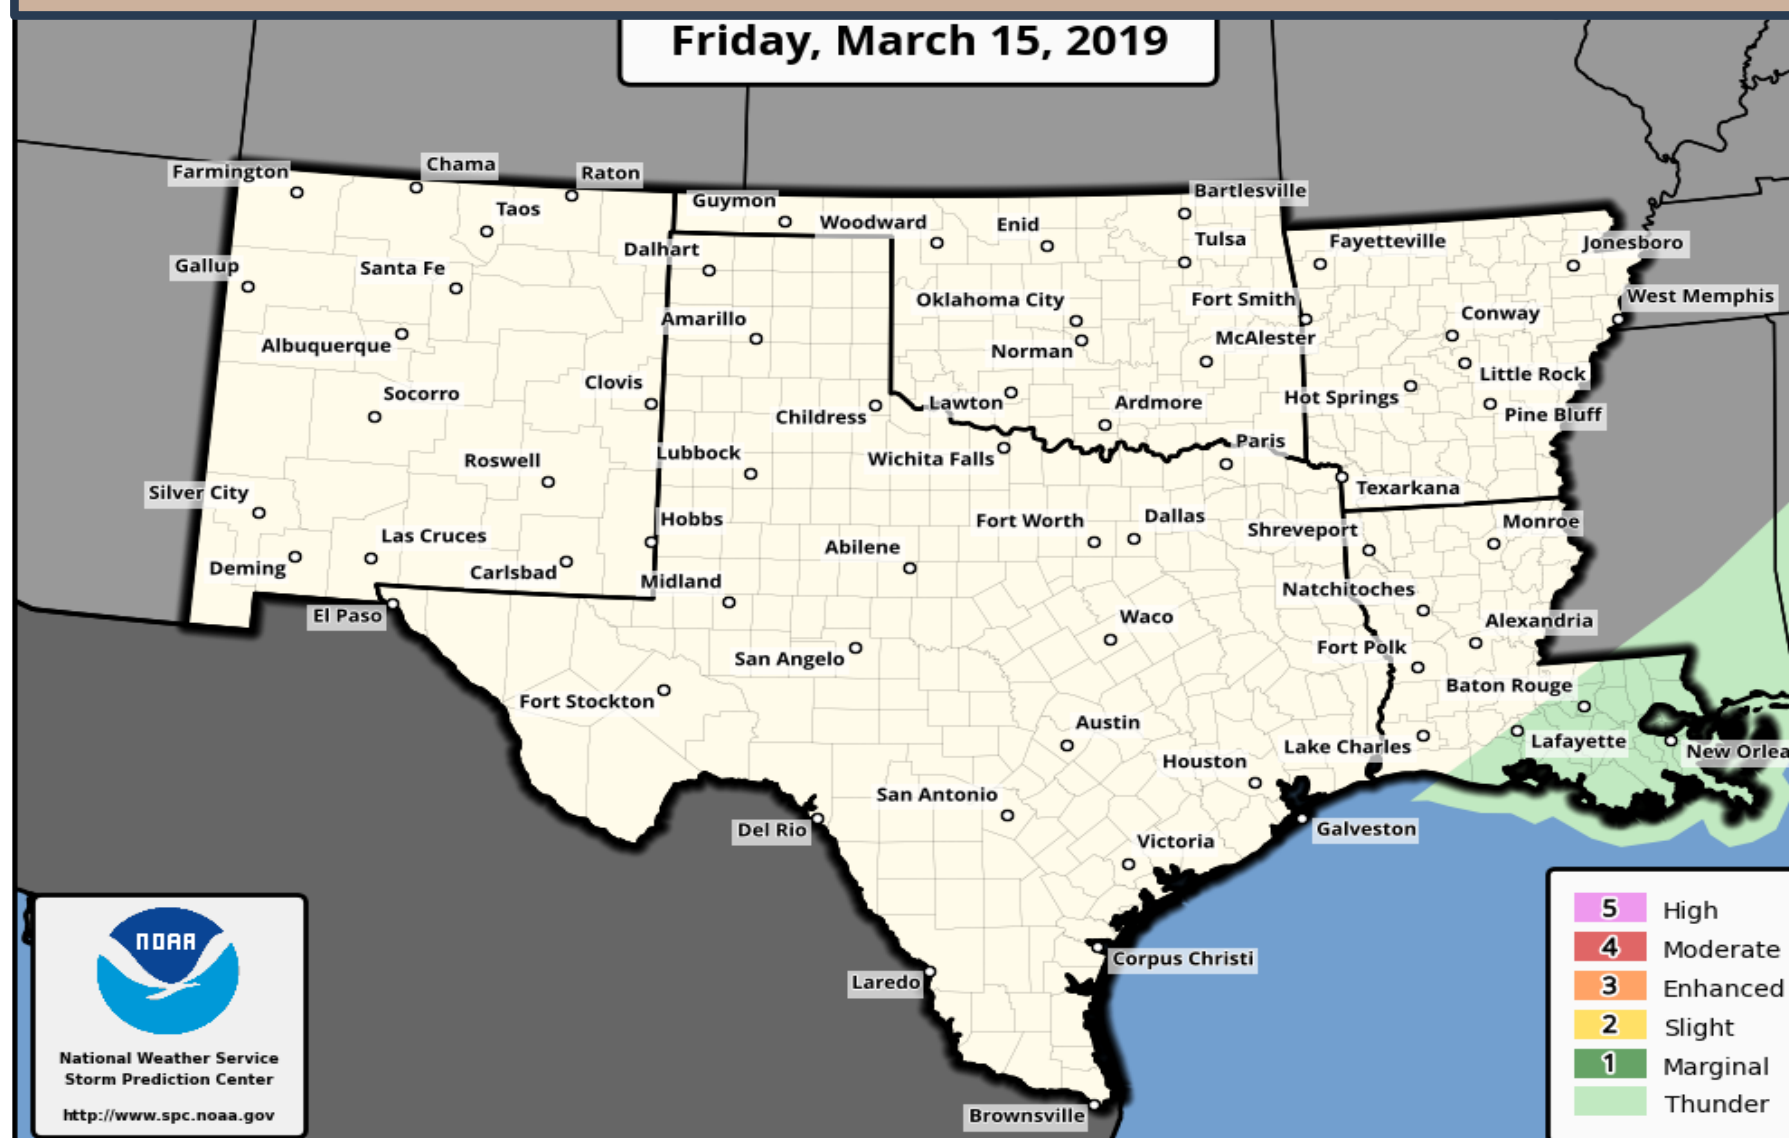 Friday, March 15, 2019
Farmington
Chama
Raton
Taos
Guymon
Woodward
Enid
Bartlesville
Tulsa
Fayetteville
Jonesboro
Dalhart
Gallup
Santa Fe
Oklahoma City
Fort Smith
West Memphis
Amarillo
Conway
Albuquerque
Norman
McAlester
Little Rock
Socorro
Clovis
Childress
Lawton
Ardmore
Hot Springs
Pine Bluff
Roswell
Lubbock
Wichita Falls
Paris
Texarkana
Silver City
Hobbs
Fort Worth
Dallas
Shreveport
Monroe
Las Cruces
Abilene
Deming
Carlsbad
Midland
Natchitoches
El Paso
Waco
Alexandria
San Angelo
Fort Polk
Fort Stockton
Baton Rouge
Austin
Lake Charles
Lafayette
New Orlea
Houston
San Antonio
Del Rio
Galveston
Victoria
Corpus Christi
Laredo
Brownsville
NOAA
National Weather Service
Storm Prediction Center
http://www.spc.noaa.gov
5 High
4 Moderate
3 Enhanced
2 Slight
1 Marginal
Thunder